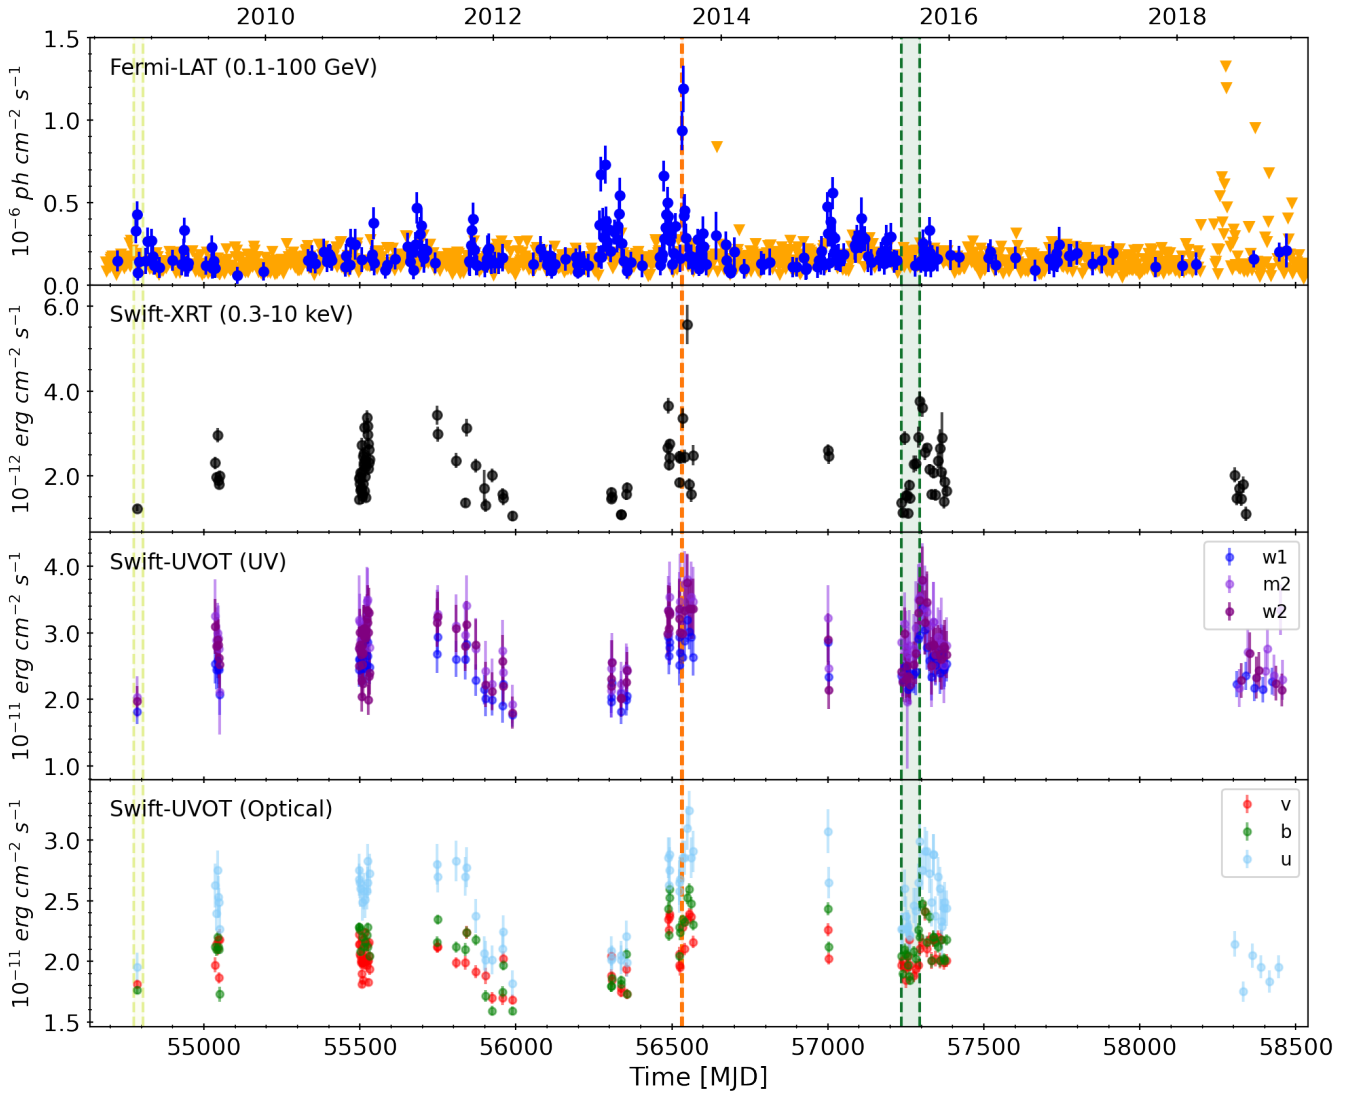 2010 2012 2014 2016 2018
Fermi-LAT (0.1-100 GeV)
10⁻⁶ ph cm⁻² s⁻¹
1.5
1.0
0.5
0.0
Swift-XRT (0.3-10 keV)
10⁻¹² erg cm⁻² s⁻¹
6.0
4.0
2.0
Swift-UVOT (UV)
10⁻¹¹ erg cm⁻² s⁻¹
4.0
3.0
2.0
1.0
w1
m2
w2
Swift-UVOT (Optical)
10⁻¹¹ erg cm⁻² s⁻¹
3.0
2.5
2.0
1.5
v
b
u
55000 55500 56000 56500 57000 57500 58000 58500
Time [MJD]